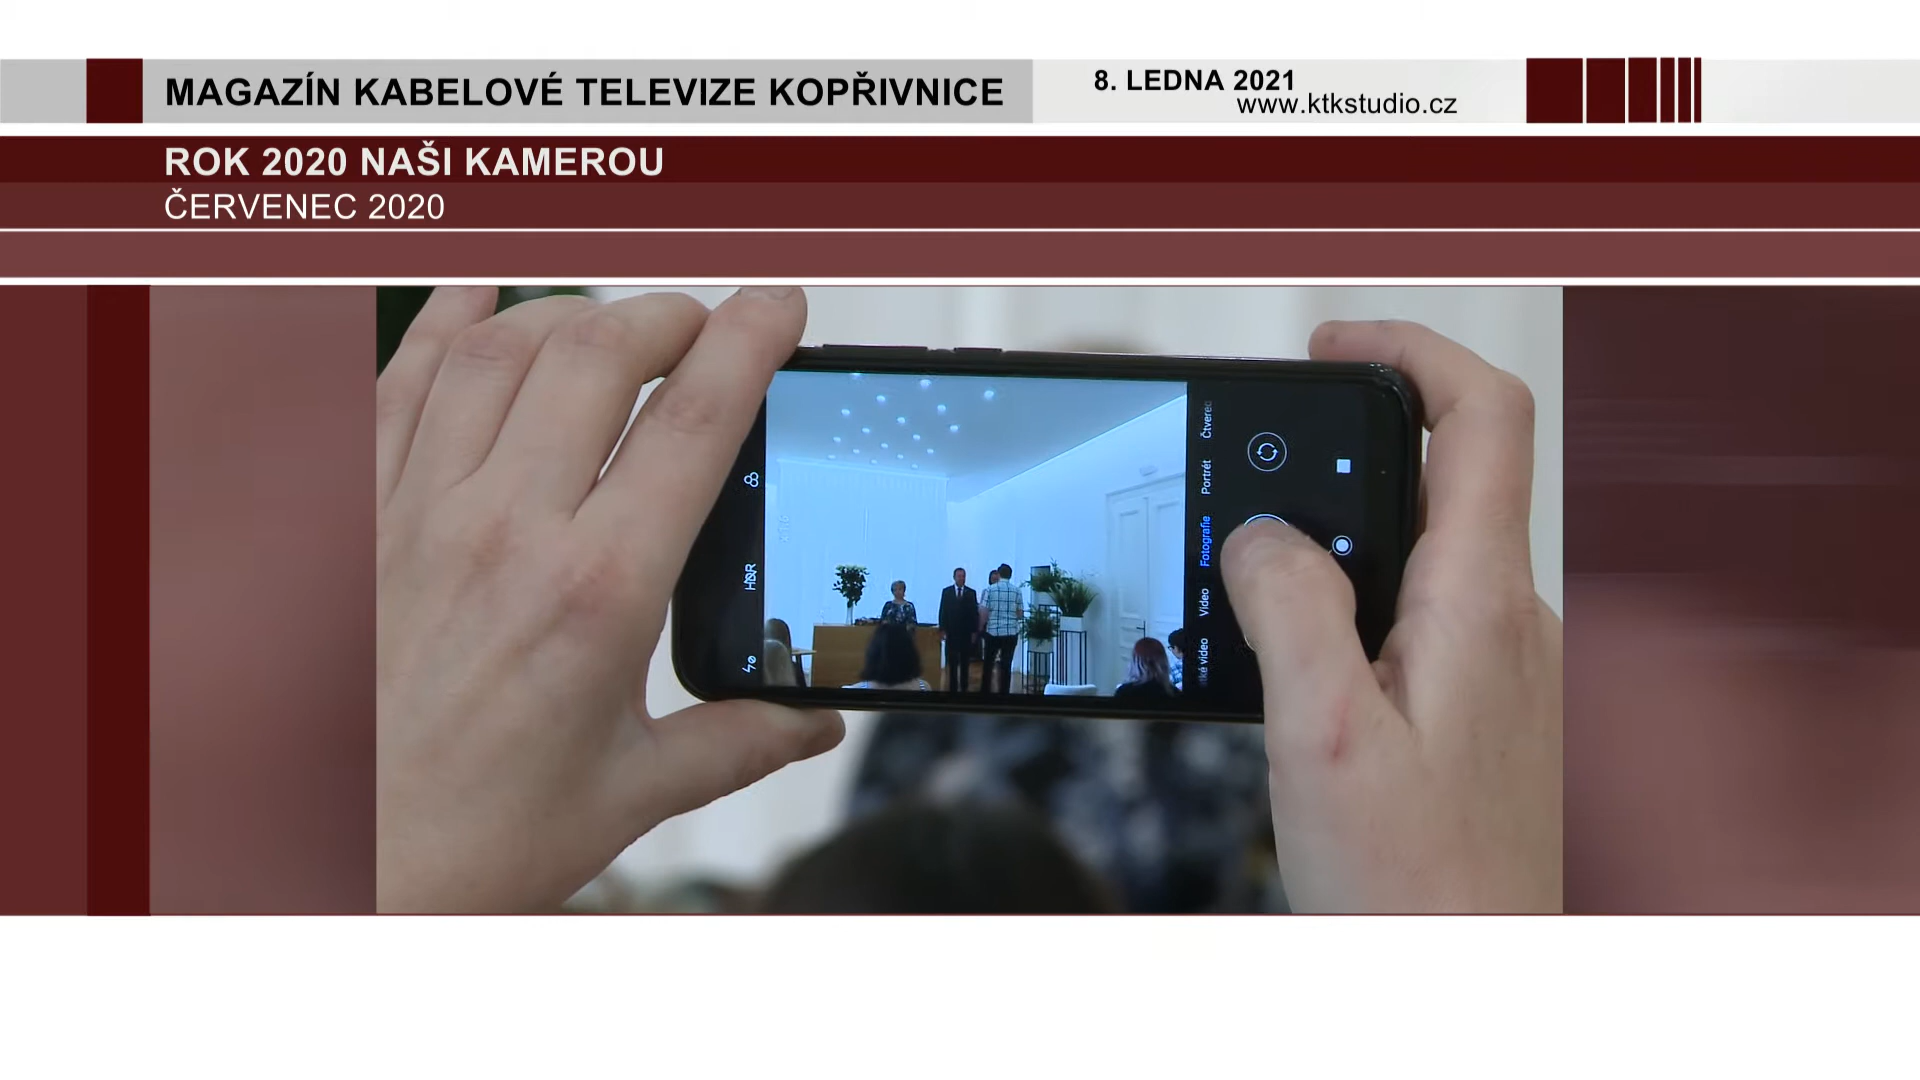 MAGAZÍN KABELOVÉ TELEVIZE KOPŘIVNICE
8. LEDNA 2021
www.ktkstudio.cz
ROK 2020 NAŠI KAMEROU
ČERVENEC 2020
HDR
Portrét
Fotografie
Video